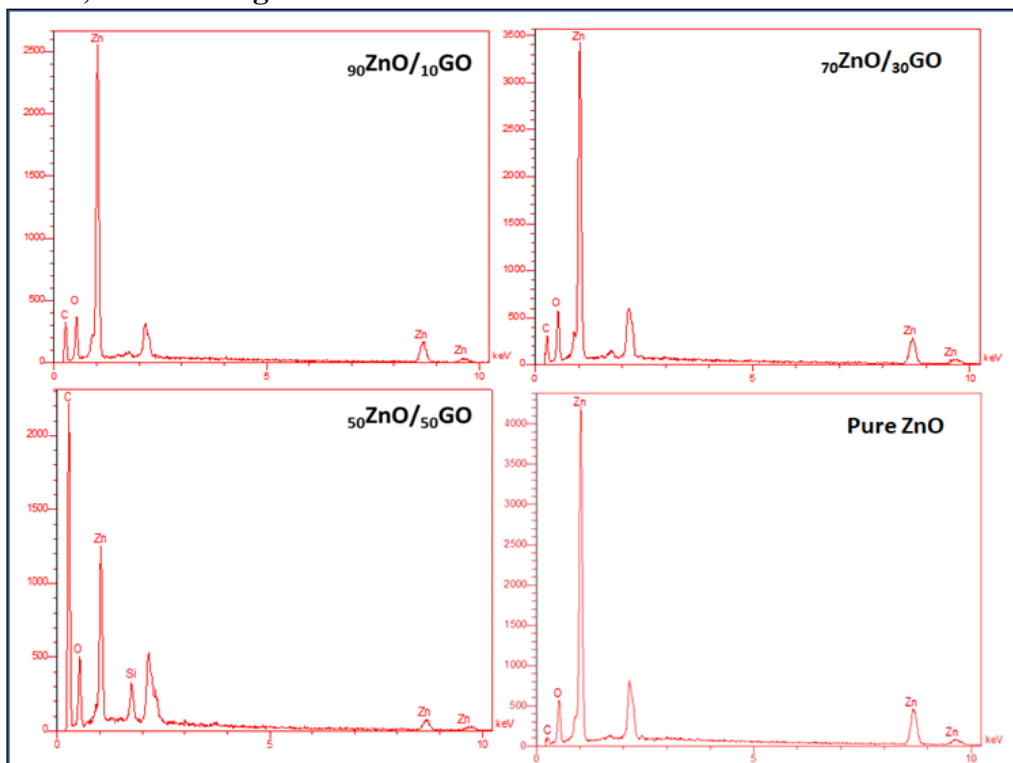 Zn
2500
₉₀ZnO/₁₀GO
2000
1500
1000
500
O
C
Zn
Zn
keV
0
0
5
10
3500
Zn
₇₀ZnO/₃₀GO
3000
2500
2000
1500
1000
500
O
C
Zn
Zn
keV
0
0
5
10
C
₅₀ZnO/₅₀GO
2000
1500
Zn
1000
500
O
Si
Zn
Zn
keV
0
0
5
10
Zn
Pure ZnO
4000
3500
3000
2500
2000
1500
1000
500
O
C
Zn
Zn
keV
0
0
5
10